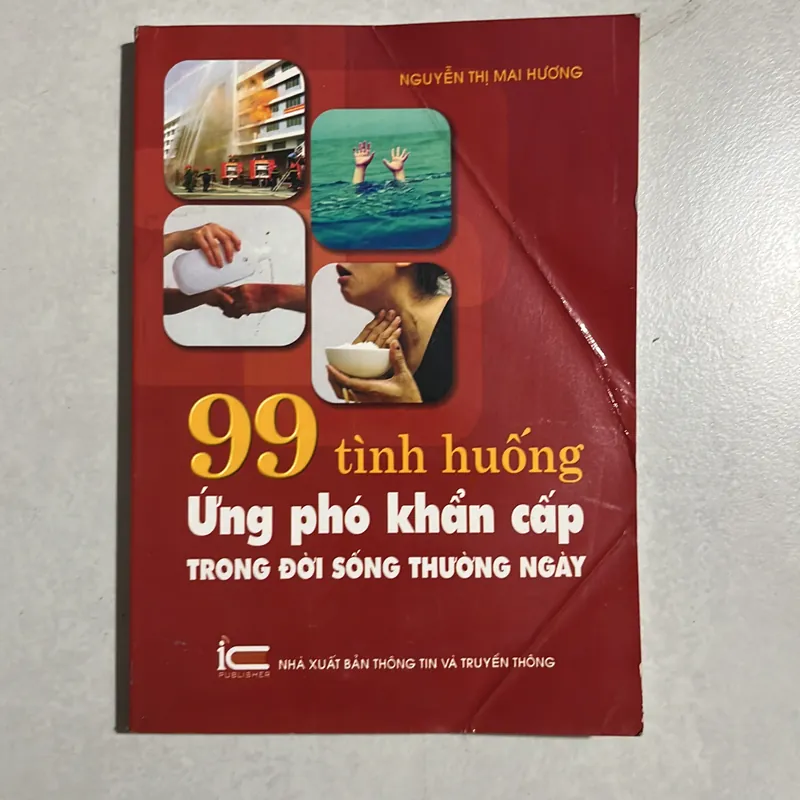 NGUYỄN THỊ MAI HƯƠNG
99 tình huống
Ứng phó khẩn cấp
TRONG ĐỜI SỐNG THƯỜNG NGÀY
ic
PUBLISHER
NHÀ XUẤT BẢN THÔNG TIN VÀ TRUYỀN THÔNG